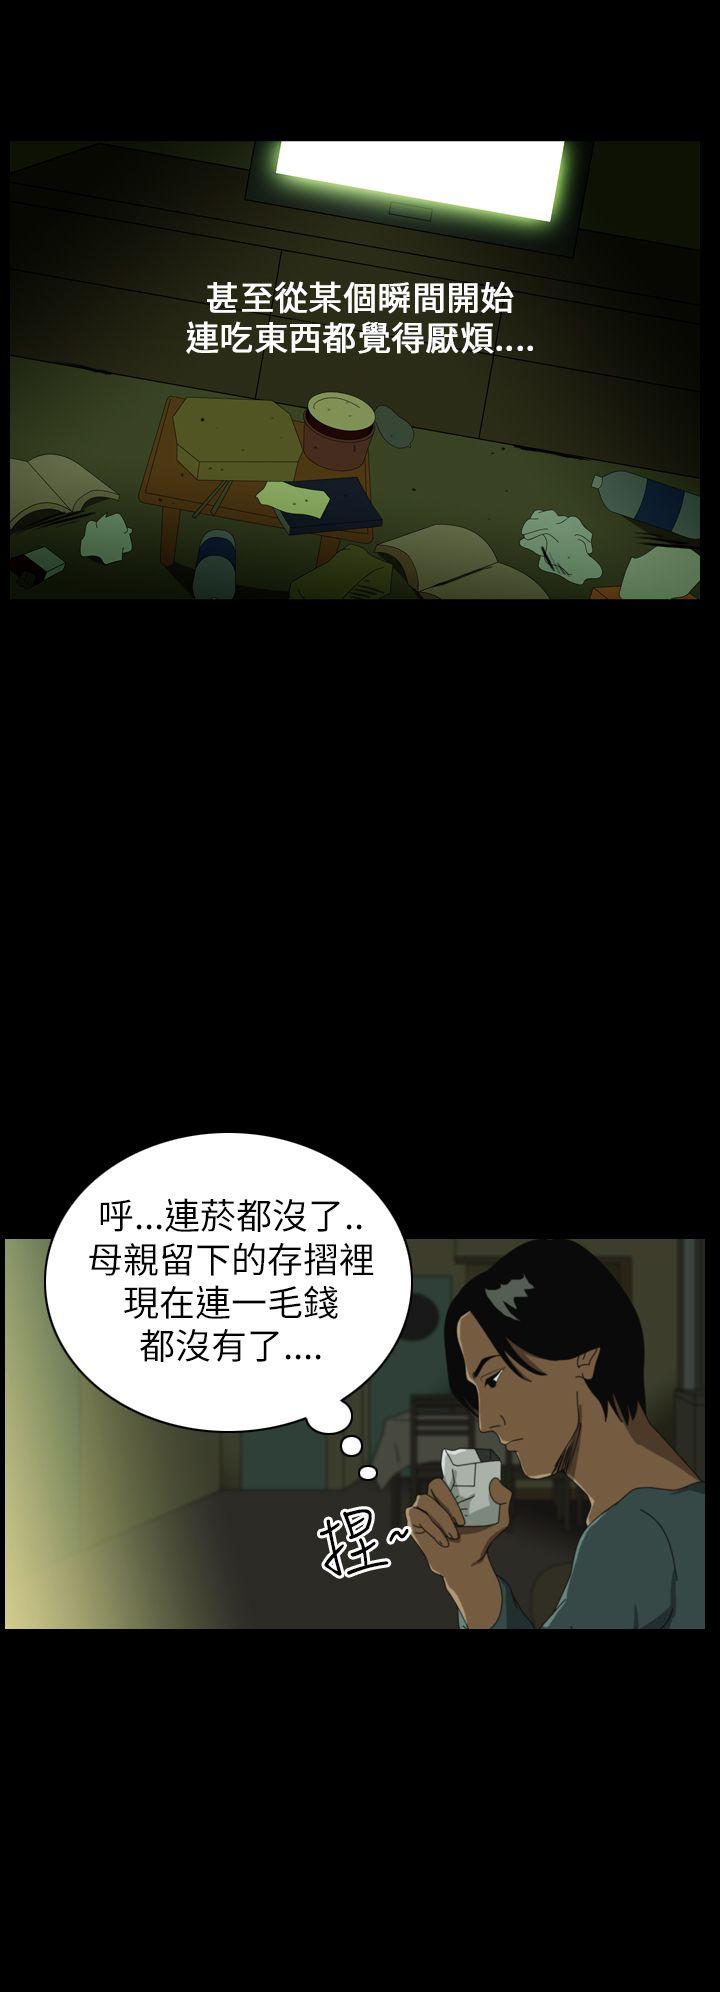 甚至從某個瞬間開始
連吃東西都覺得厭煩....
呼...連菸都沒了..
母親留下的存摺裡
現在連一毛錢
都沒有了....
捏~